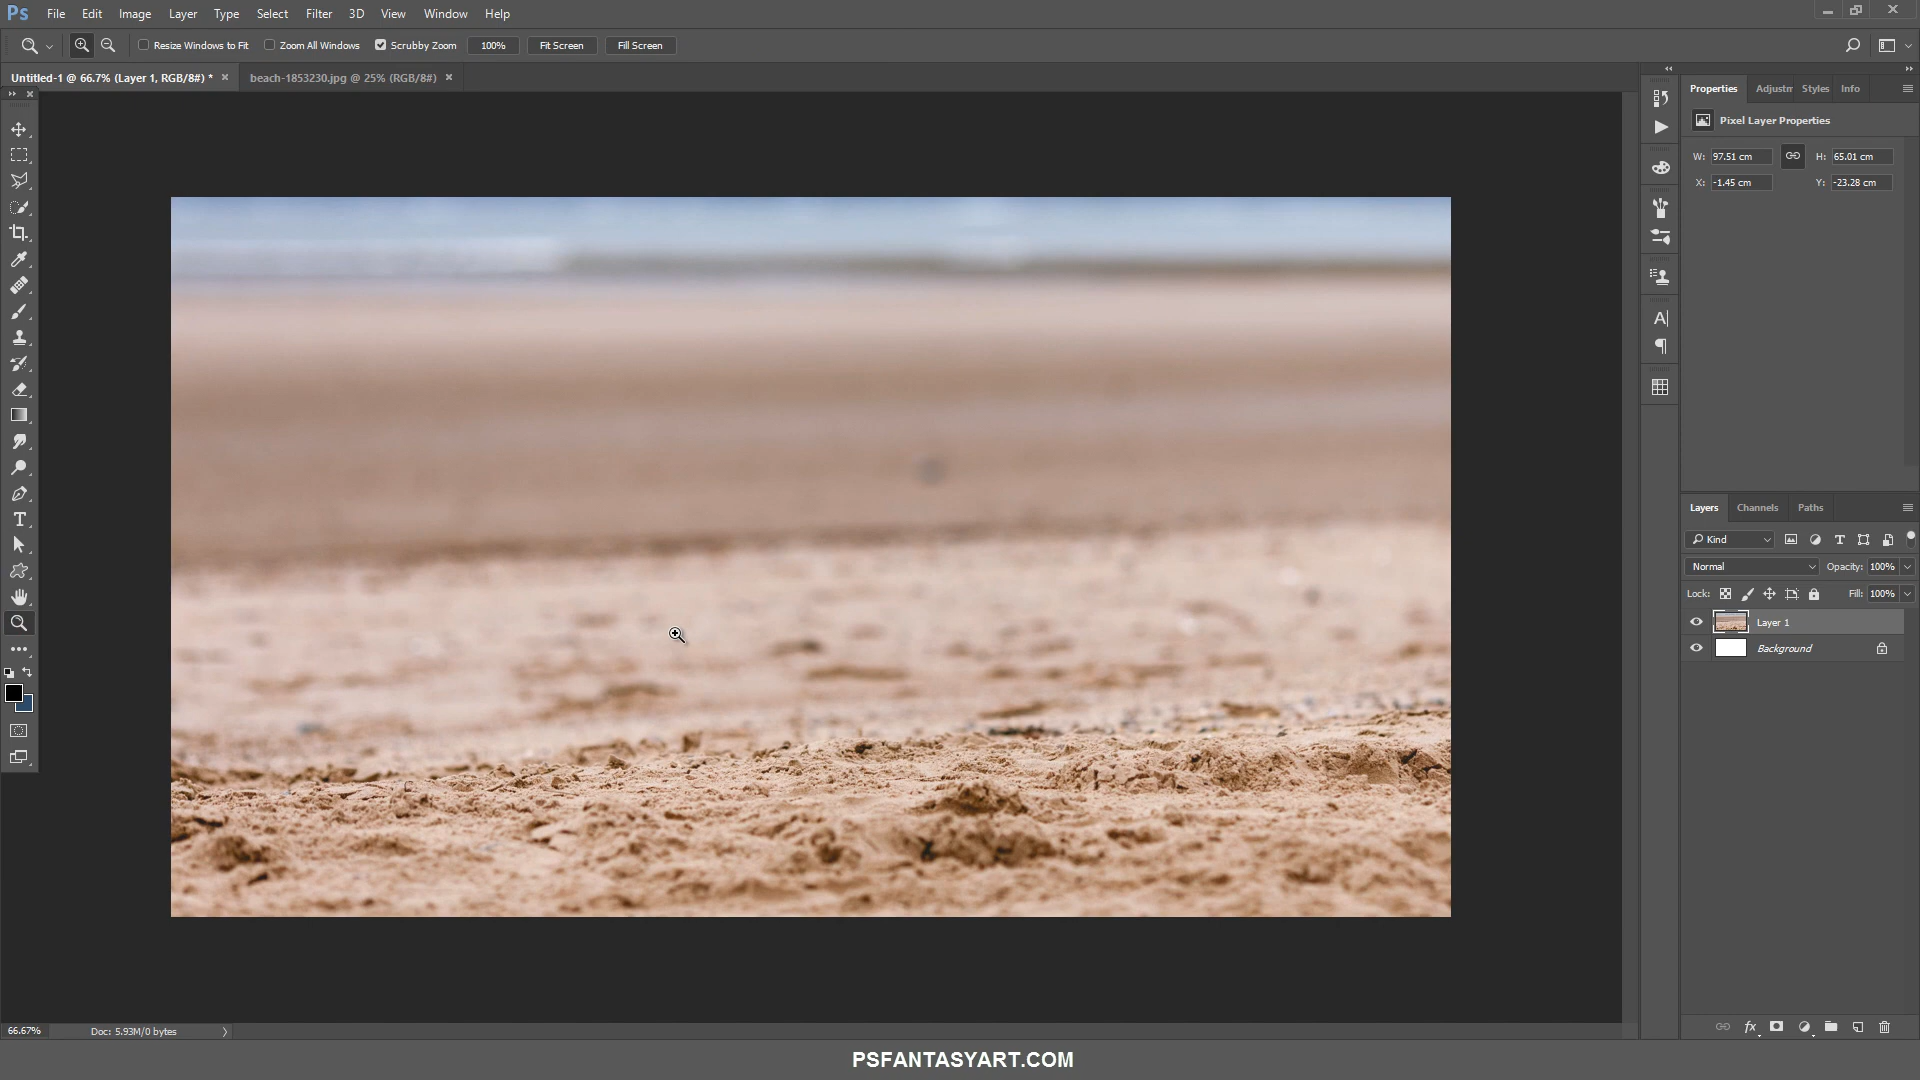 Ps File Edit Image Layer Type Select Filter 3D View Window Help
Resize Windows to Fit Zoom All Windows Scrubby Zoom 100% Fit Screen Fill Screen
Untitled-1 @ 66.7% (Layer 1, RGB/8#) * × beach-1853230.jpg @ 25% (RGB/8#) ×
Properties Adjustm Styles Info
Pixel Layer Properties
W: 97.51 cm H: 65.01 cm
X: -1.45 cm Y: -23.28 cm
Layers Channels Paths
Kind
Normal Opacity: 100%
Lock: Fill: 100%
Layer 1
Background
66.67% Doc: 5.93M/0 bytes
PSFANTASYART.COM